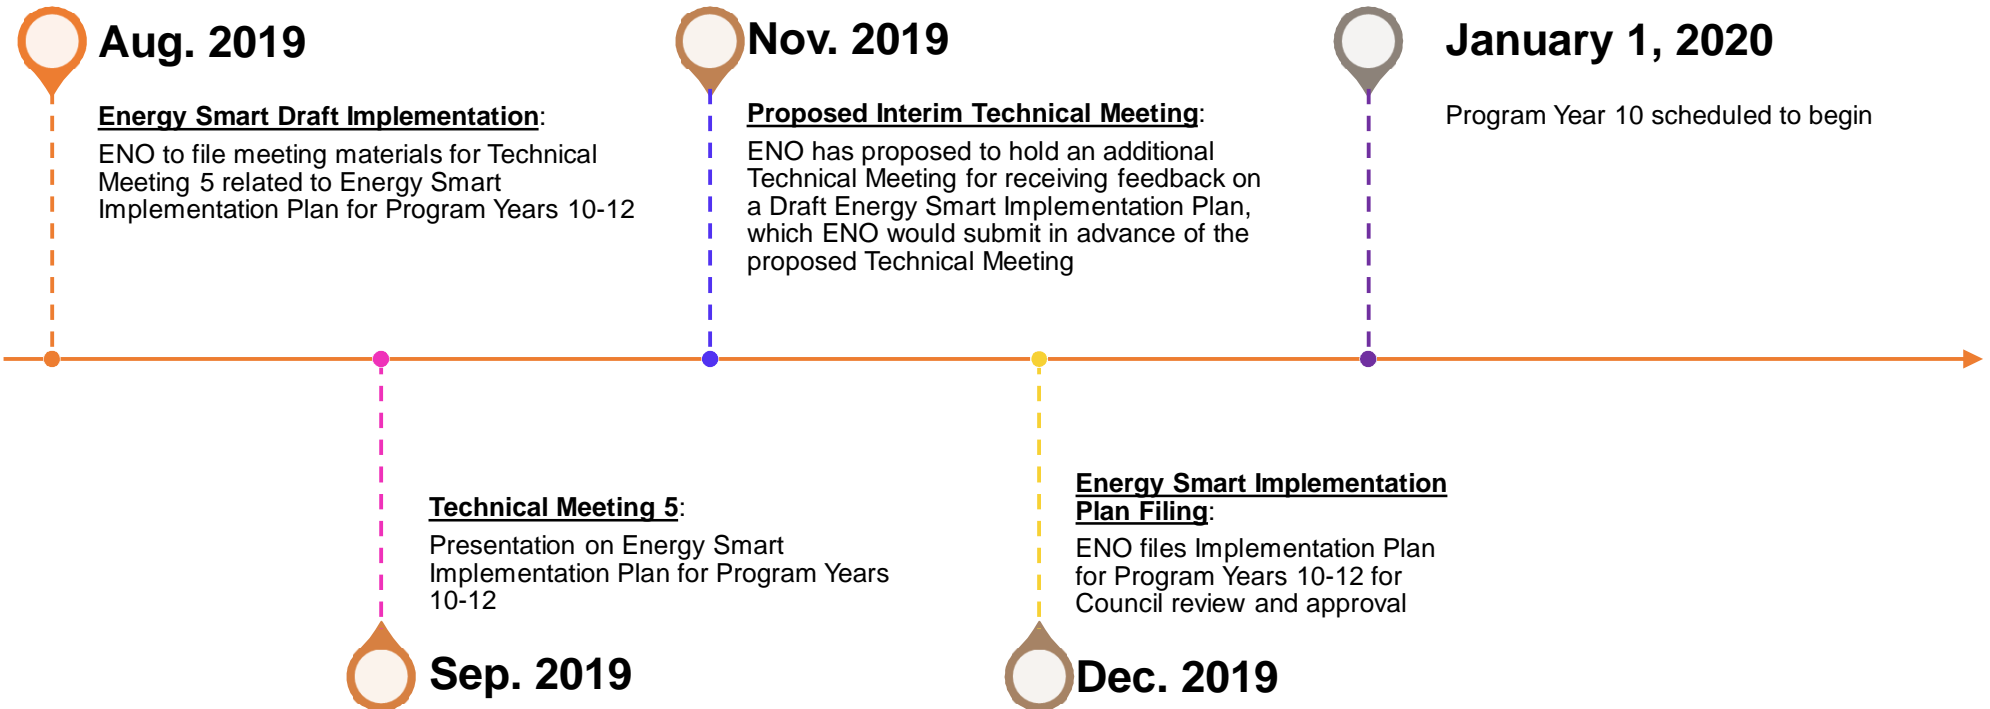 Aug. 2019
Energy Smart Draft Implementation:
ENO to file meeting materials for Technical
Meeting 5 related to Energy Smart
Implementation Plan for Program Years 10-12
Nov. 2019
Proposed Interim Technical Meeting:
ENO has proposed to hold an additional
Technical Meeting for receiving feedback on
a Draft Energy Smart Implementation Plan,
which ENO would submit in advance of the
proposed Technical Meeting
January 1, 2020
Program Year 10 scheduled to begin
Technical Meeting 5:
Presentation on Energy Smart
Implementation Plan for Program Years
10-12
Sep. 2019
Energy Smart Implementation
Plan Filing:
ENO files Implementation Plan
for Program Years 10-12 for
Council review and approval
Dec. 2019